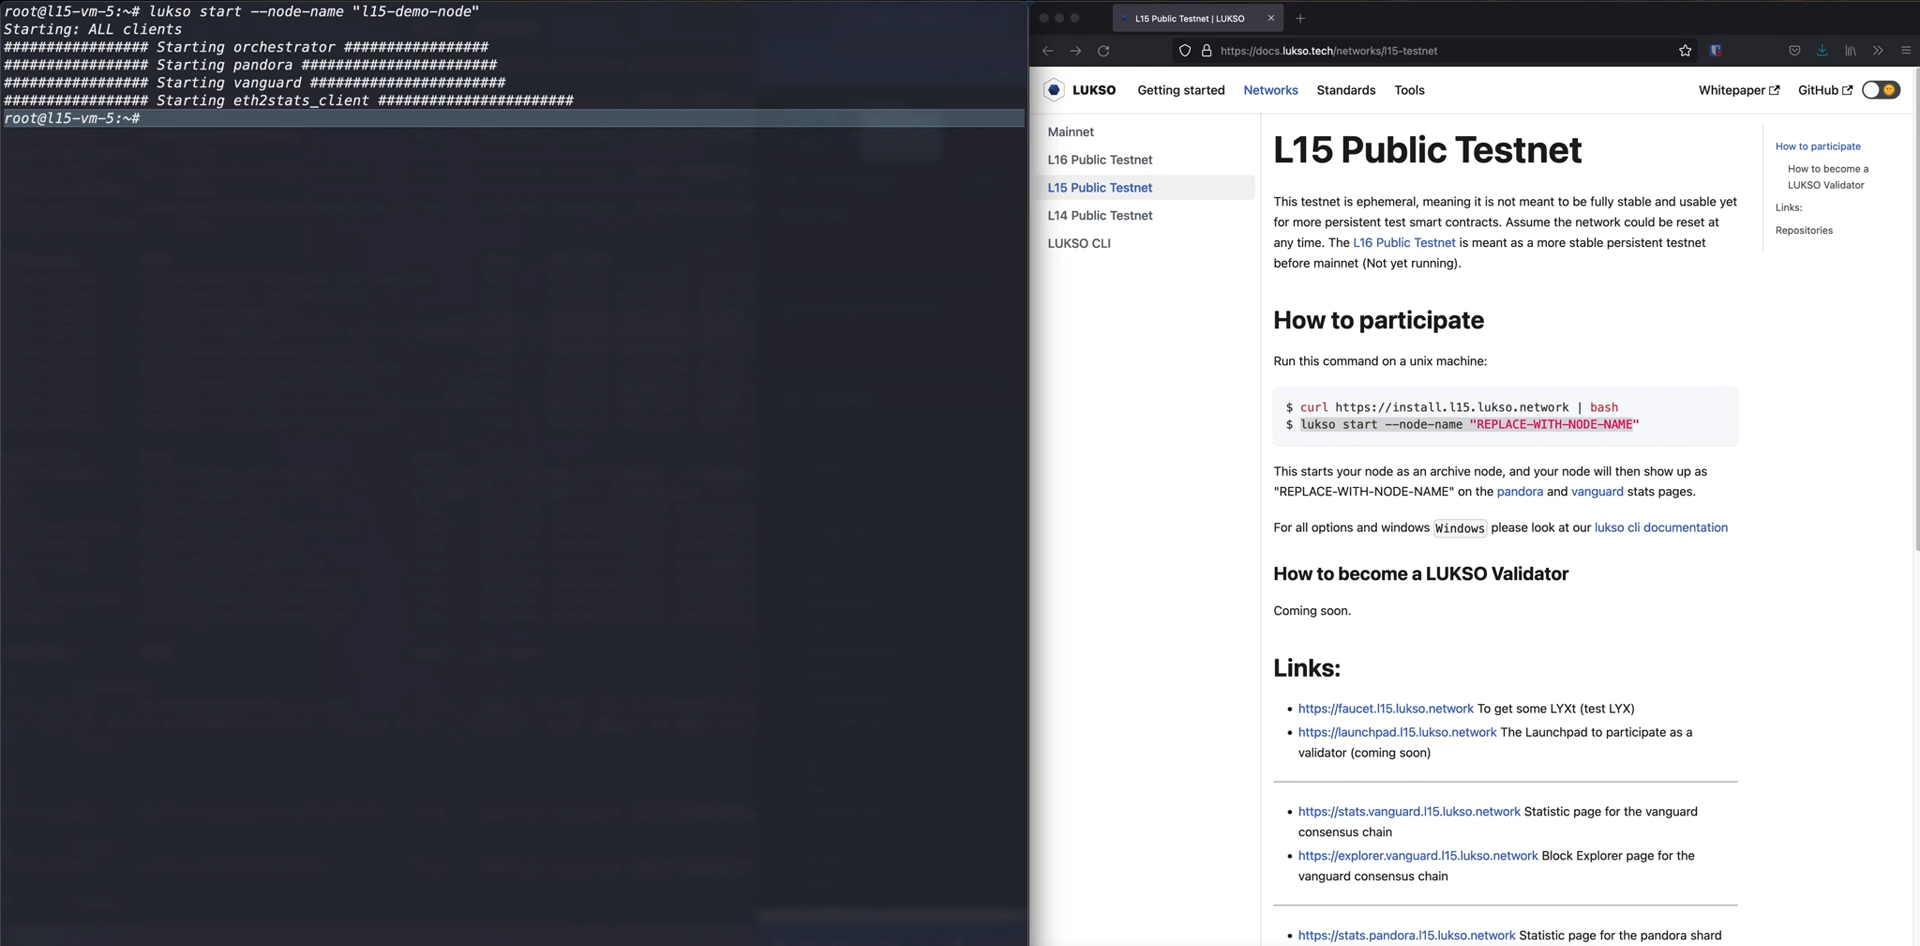 root@l15-vm-5:~# lukso start --node-name "l15-demo-node"
Starting: ALL clients
################# Starting orchestrator #################
################# Starting pandora #######################
################# Starting vanguard #######################
################# Starting eth2stats_client #######################
root@l15-vm-5:~#
L15 Public Testnet | LUKSO
https://docs.lukso.tech/networks/l15-testnet
LUKSO
Getting started
Networks
Standards
Tools
Whitepaper
GitHub
Mainnet
L16 Public Testnet
L15 Public Testnet
L14 Public Testnet
LUKSO CLI
L15 Public Testnet
This testnet is ephemeral, meaning it is not meant to be fully stable and usable yet
for more persistent test smart contracts. Assume the network could be reset at
any time. The L16 Public Testnet is meant as a more stable persistent testnet
before mainnet (Not yet running).
How to participate
Run this command on a unix machine:
$ curl https://install.l15.lukso.network | bash
$ lukso start --node-name "REPLACE-WITH-NODE-NAME"
This starts your node as an archive node, and your node will then show up as
"REPLACE-WITH-NODE-NAME" on the pandora and vanguard stats pages.
For all options and windows Windows please look at our lukso cli documentation
How to become a LUKSO Validator
Coming soon.
Links:
• https://faucet.l15.lukso.network To get some LYXt (test LYX)
• https://launchpad.l15.lukso.network The Launchpad to participate as a
validator (coming soon)
• https://stats.vanguard.l15.lukso.network Statistic page for the vanguard
consensus chain
• https://explorer.vanguard.l15.lukso.network Block Explorer page for the
vanguard consensus chain
• https://stats.pandora.l15.lukso.network Statistic page for the pandora shard
How to participate
How to become a
LUKSO Validator
Links:
Repositories